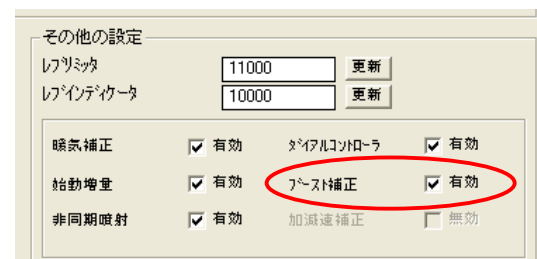 その他の設定
レブリミッタ 11000 更新
レブインディケータ 10000 更新
暖気補正 有効 ダイアルコントローラ 有効
始動増量 有効 ブースト補正 有効
非同期噴射 有効 加減速補正 無効